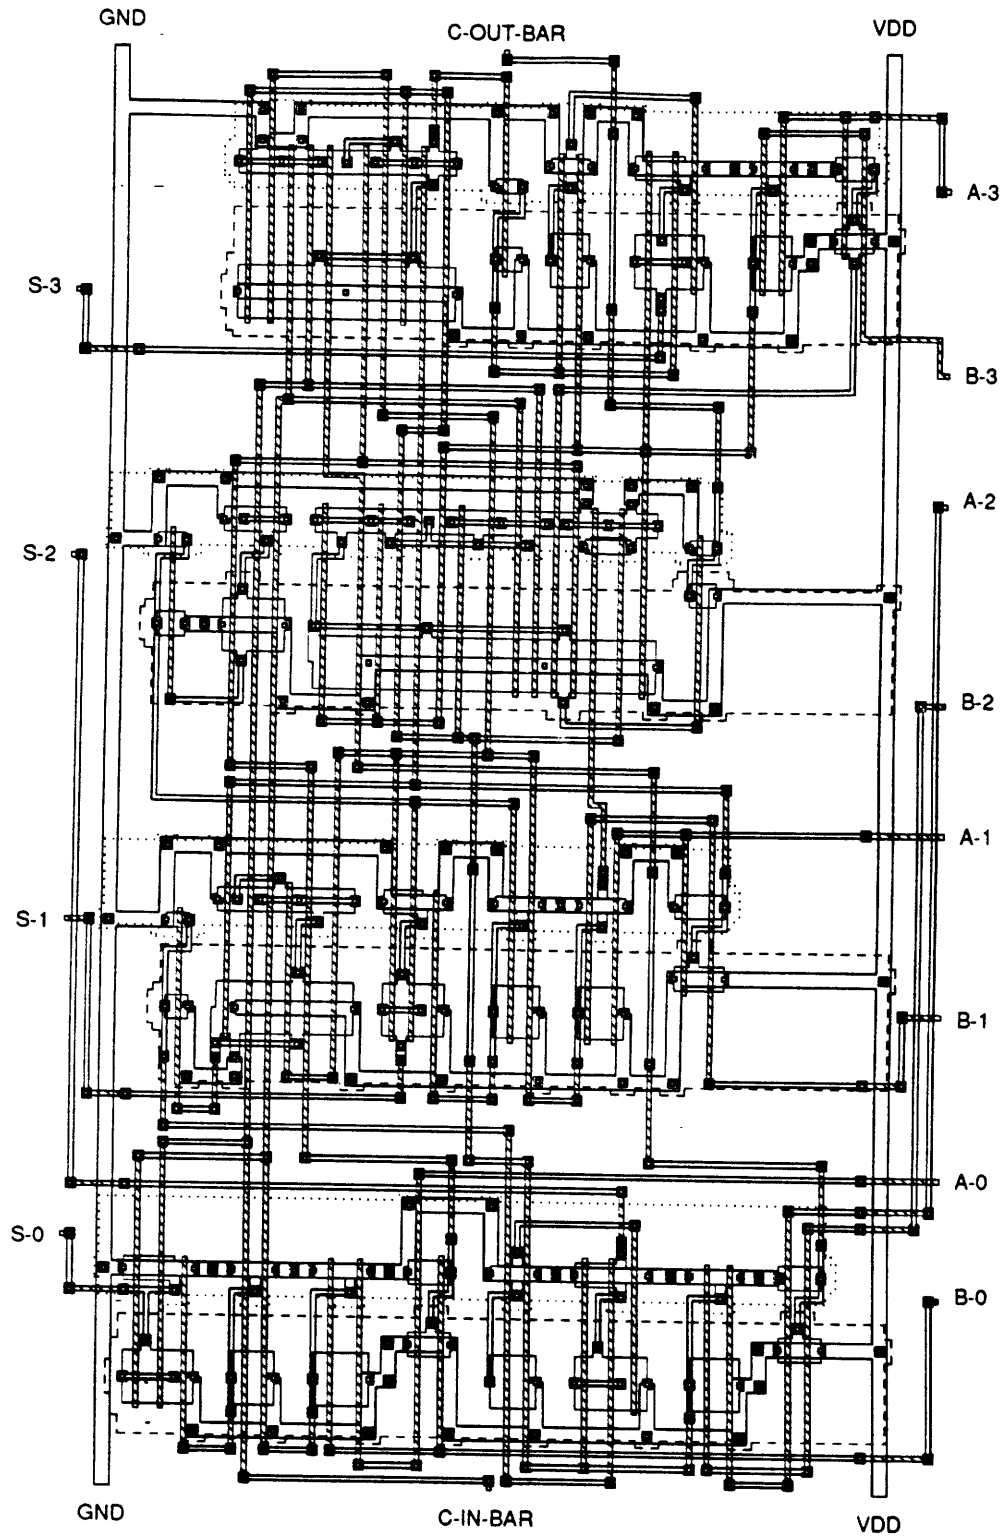 GND
C-OUT-BAR
VDD
A-3
S-3
B-3
A-2
S-2
B-2
A-1
S-1
B-1
A-0
S-0
B-0
GND
C-IN-BAR
VDD